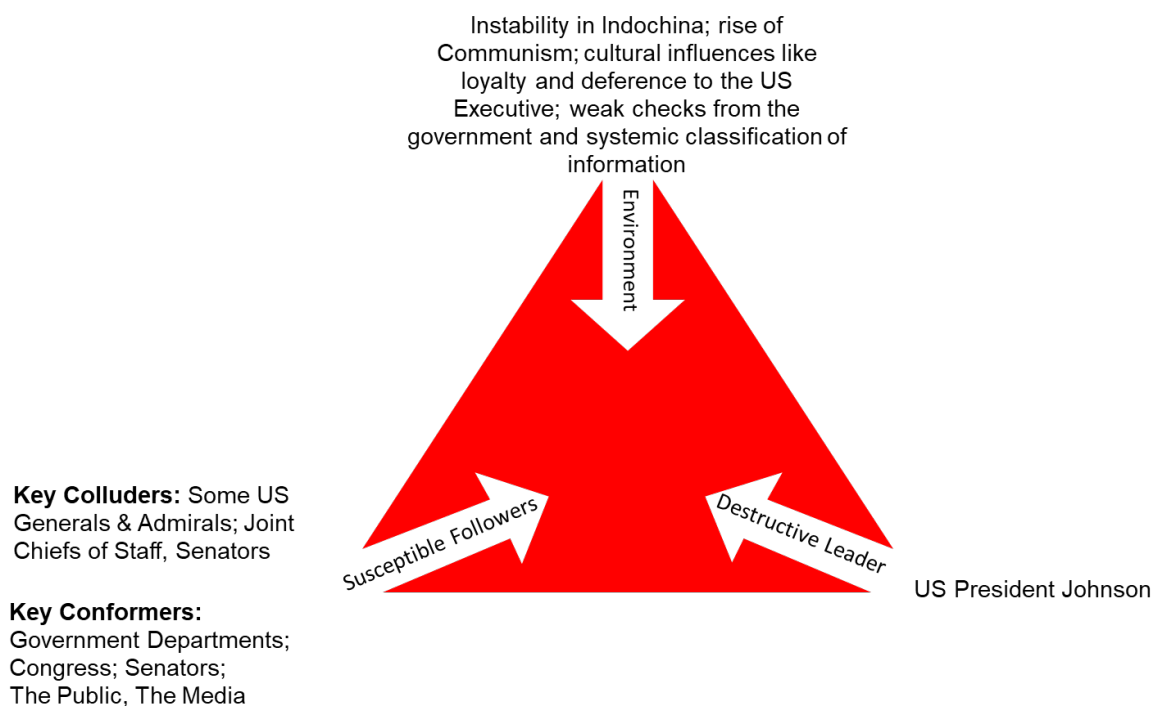 Instability in Indochina; rise of
Communism; cultural influences like
loyalty and deference to the US
Executive; weak checks from the
government and systemic classification of
information
Environment
Key Colluders: Some US
Generals & Admirals; Joint
Chiefs of Staff, Senators
Susceptible Followers
Destructive Leader
US President Johnson
Key Conformers:
Government Departments;
Congress; Senators;
The Public, The Media